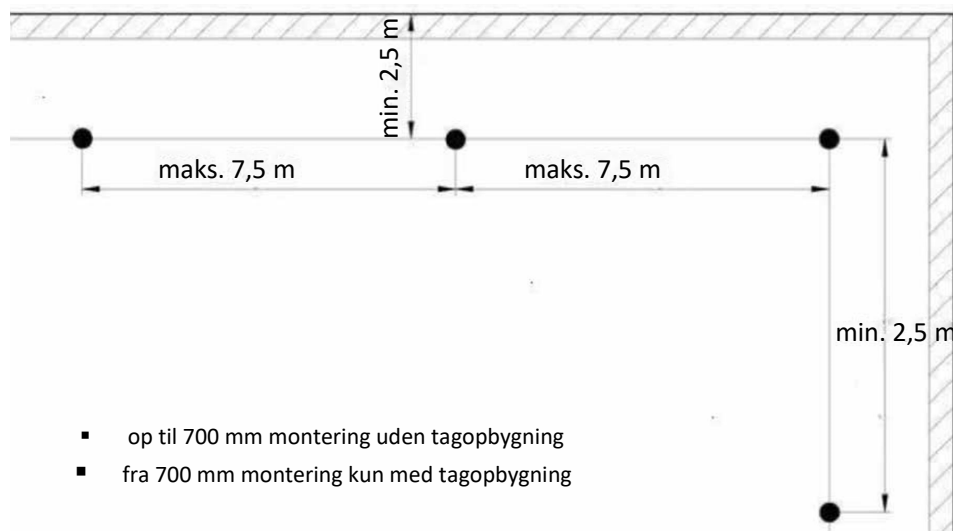 min. 2,5 m
maks. 7,5 m
maks. 7,5 m
min. 2,5 m
▪ op til 700 mm montering uden tagopbygning
▪ fra 700 mm montering kun med tagopbygning